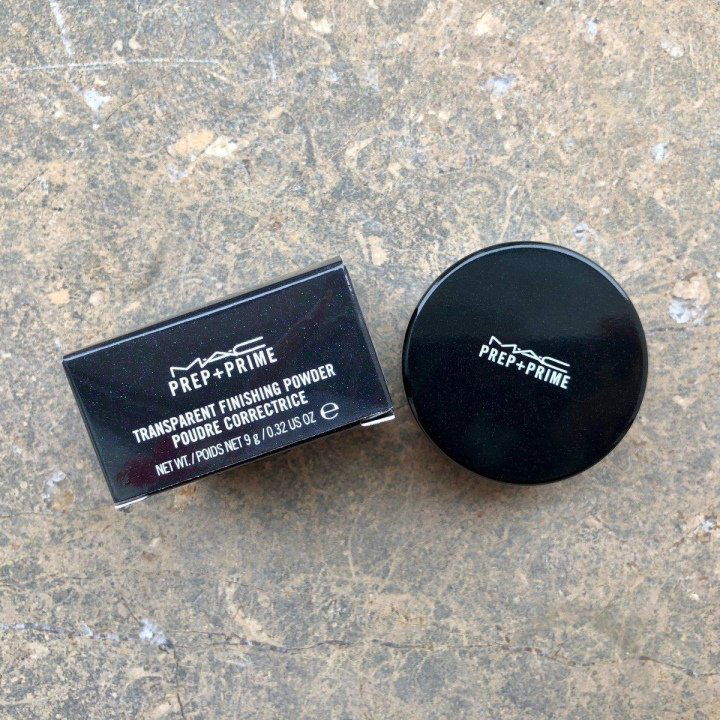 MAC
PREP+PRIME
TRANSPARENT FINISHING POWDER
POUDRE CORRECTRICE
NET WT./POIDS NET 9 g/0.32 US OZ ℮
MAC
PREP+PRIME